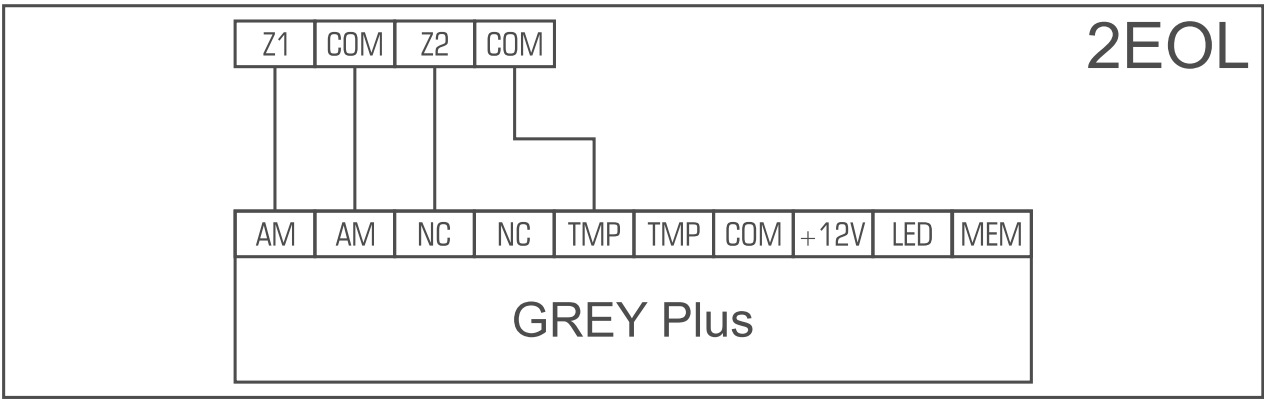 Z1 COM Z2 COM
2EOL
AM AM NC NC TMP TMP COM +12V LED MEM
GREY Plus